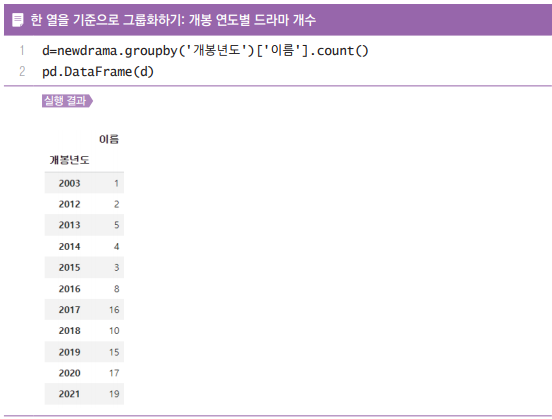 한 열을 기준으로 그룹화하기: 개봉 연도별 드라마 개수
1 d=newdrama.groupby('개봉년도')['이름'].count()
2 pd.DataFrame(d)
실행 결과
이름
개봉년도
2003 1
2012 2
2013 5
2014 4
2015 3
2016 8
2017 16
2018 10
2019 15
2020 17
2021 19